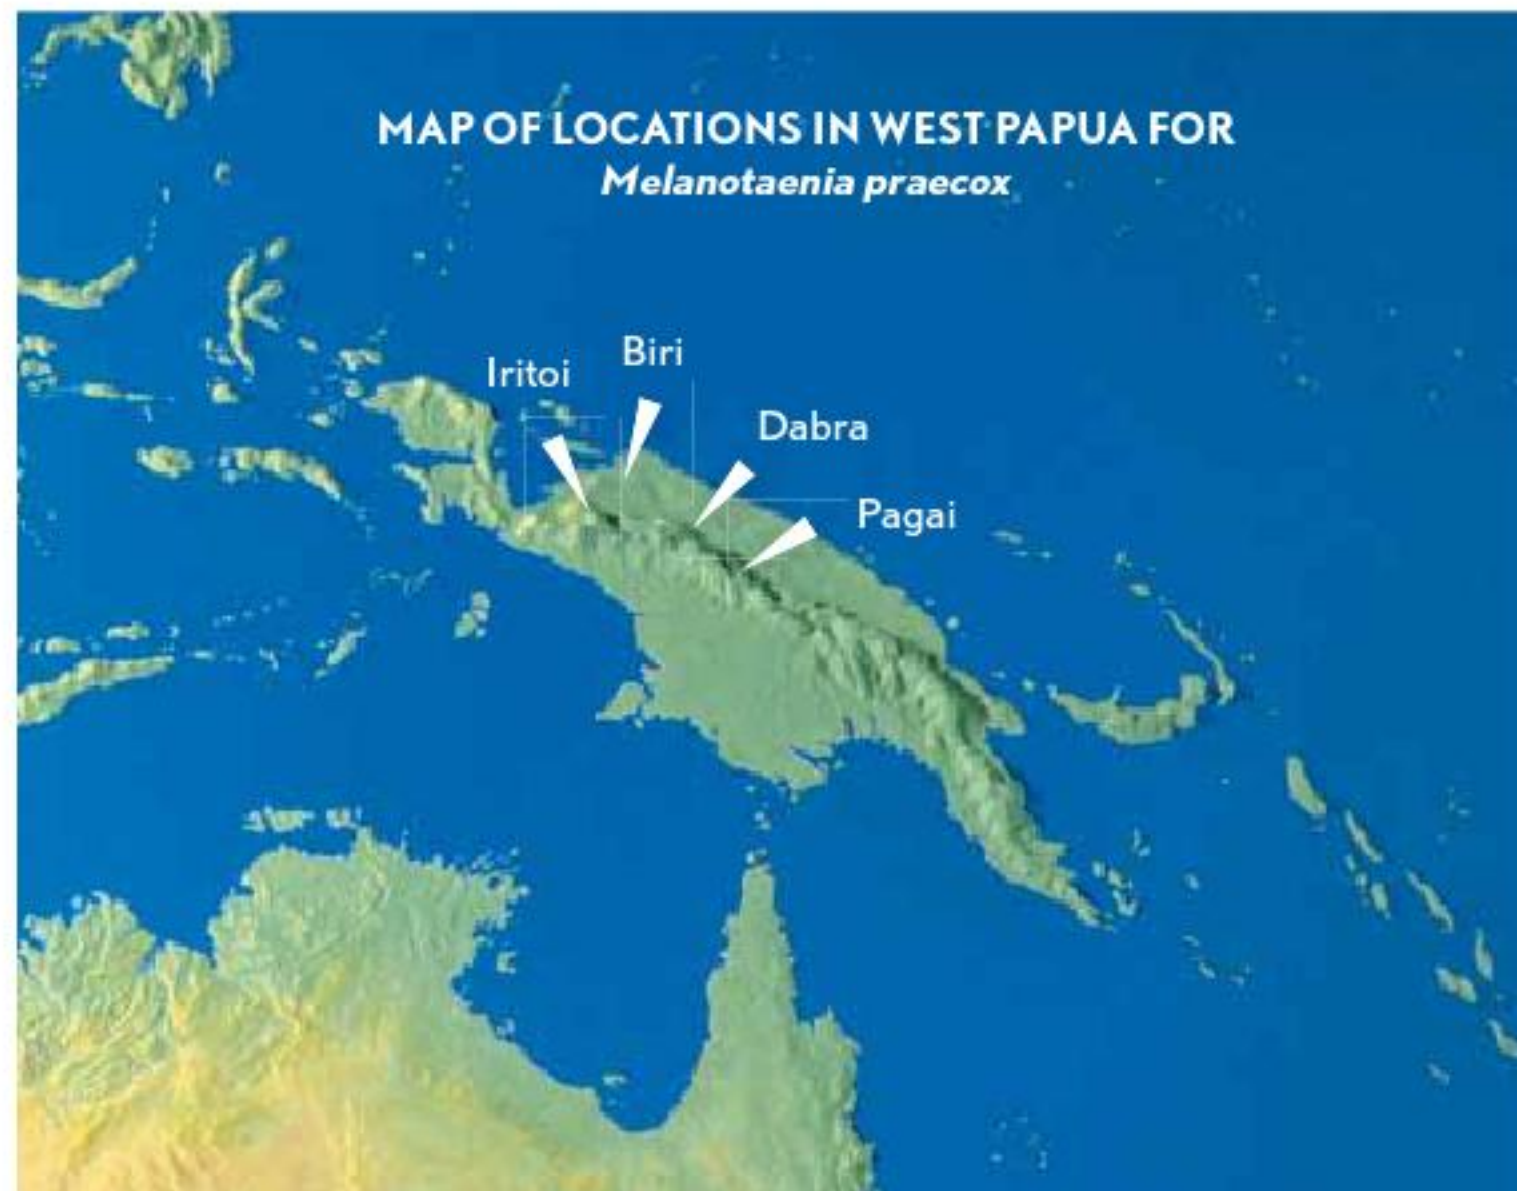 MAP OF LOCATIONS IN WEST PAPUA FOR
Melanotaenia praecox
Biri
Iritoi
Dabra
Pagai